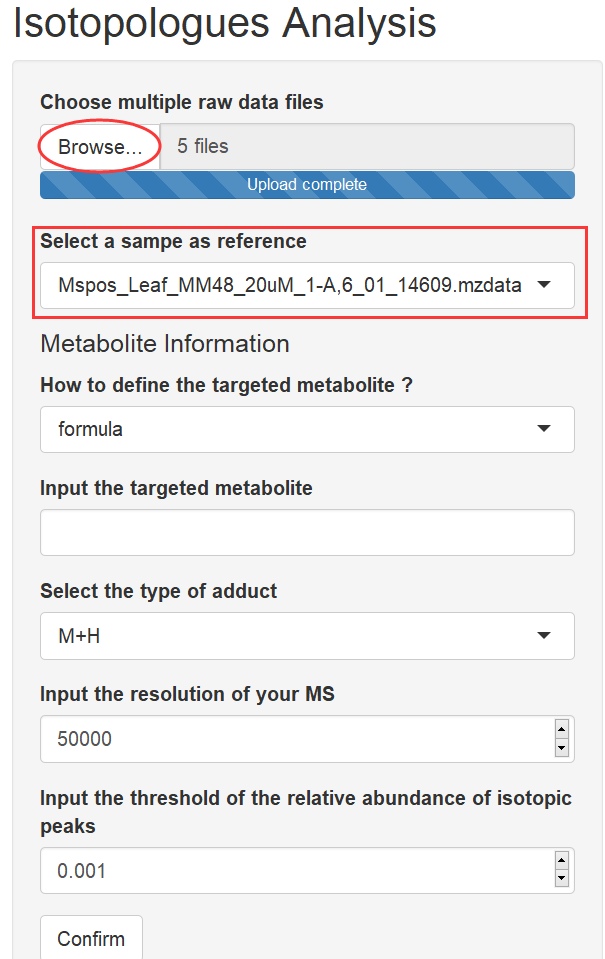 Isotopologues Analysis
Choose multiple raw data files
Browse... 5 files
Upload complete
Select a sampe as reference
Mspos_Leaf_MM48_20uM_1-A,6_01_14609.mzdata
Metabolite Information
How to define the targeted metabolite ?
formula
Input the targeted metabolite
Select the type of adduct
M+H
Input the resolution of your MS
50000
Input the threshold of the relative abundance of isotopic
peaks
0.001
Confirm